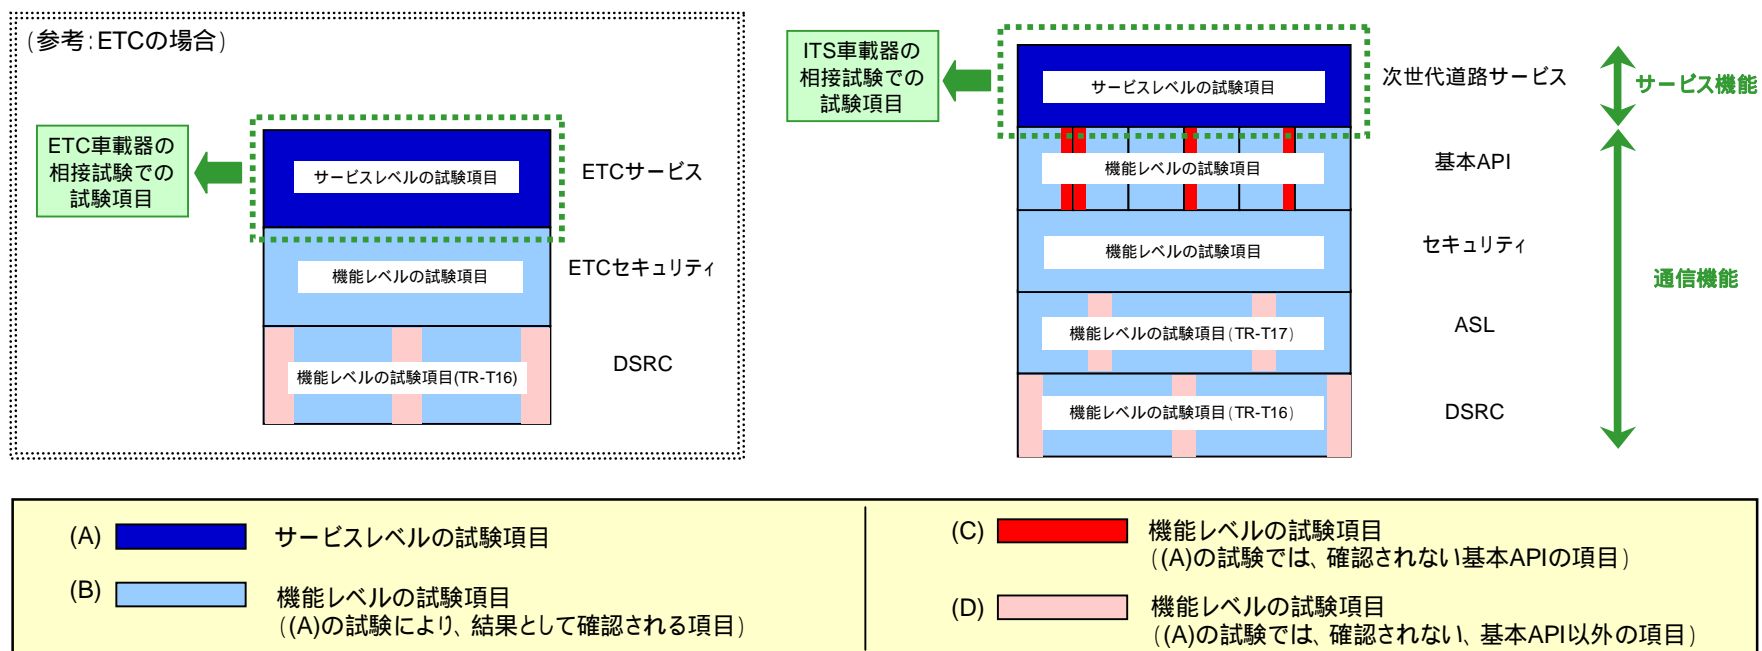 (参考:ETCの場合)
ETC車載器の
相接試験での
試験項目
サービスレベルの試験項目
ETCサービス
機能レベルの試験項目
ETCセキュリティ
機能レベルの試験項目(TR-T16)
DSRC
ITS車載器の
相接試験での
試験項目
サービスレベルの試験項目
次世代道路サービス
サービス機能
機能レベルの試験項目
基本API
機能レベルの試験項目
セキュリティ
通信機能
機能レベルの試験項目(TR-T17)
ASL
機能レベルの試験項目(TR-T16)
DSRC
(A) サービスレベルの試験項目
(B) 機能レベルの試験項目
((A)の試験により、結果として確認される項目)
(C) 機能レベルの試験項目
((A)の試験では、確認されない基本APIの項目)
(D) 機能レベルの試験項目
((A)の試験では、確認されない、基本API以外の項目)